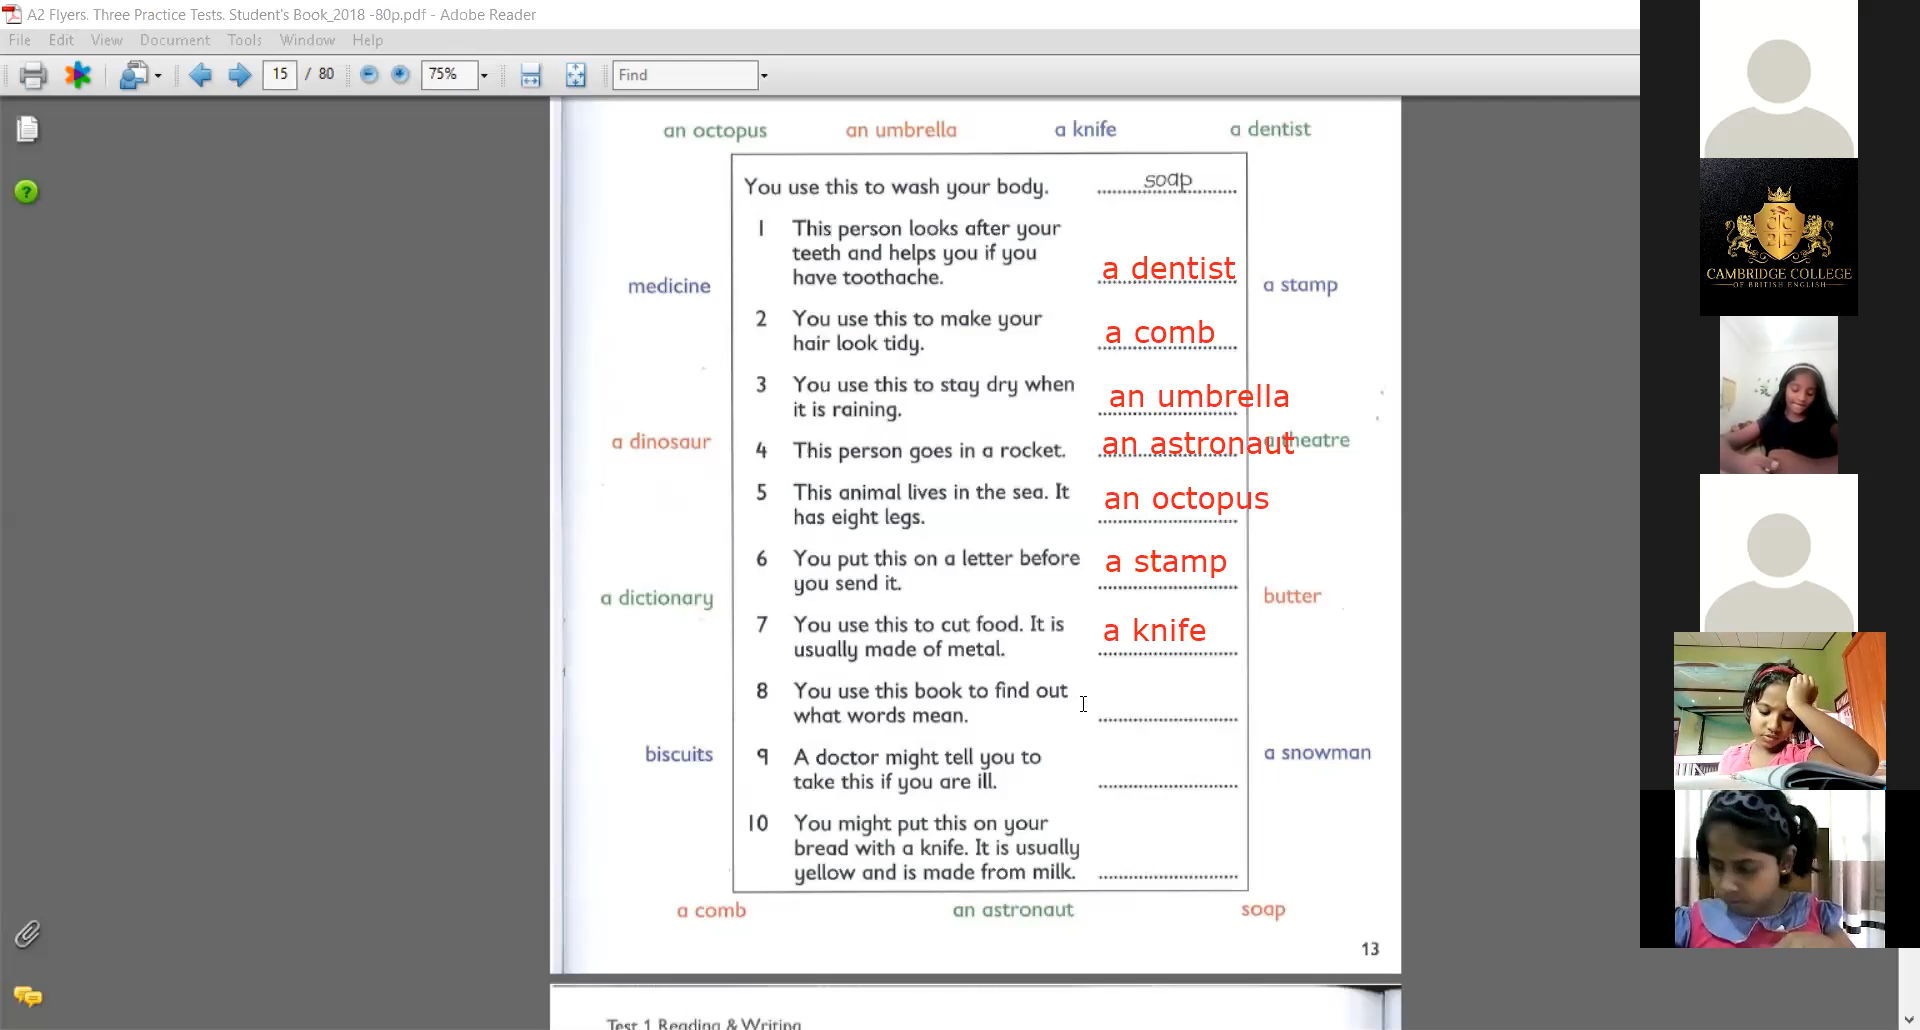 A2 Flyers. Three Practice Tests. Student's Book_2018 -80p.pdf - Adobe Reader
File Edit View Document Tools Window Help
15 / 80 75% Find
an octopus an umbrella a knife a dentist
You use this to wash your body. soap
1 This person looks after your
teeth and helps you if you
have toothache. a dentist
medicine
a stamp
2 You use this to make your
hair look tidy. a comb
3 You use this to stay dry when
it is raining. an umbrella
a dinosaur
4 This person goes in a rocket. an astronaut
a theatre
5 This animal lives in the sea. It
has eight legs. an octopus
6 You put this on a letter before
you send it. a stamp
a dictionary
butter
7 You use this to cut food. It is
usually made of metal. a knife
8 You use this book to find out
what words mean.
biscuits
a snowman
9 A doctor might tell you to
take this if you are ill.
10 You might put this on your
bread with a knife. It is usually
yellow and is made from milk.
a comb an astronaut soap
13
Test 1 Reading & Writing
CAMBRIDGE COLLEGE
OF BRITISH ENGLISH